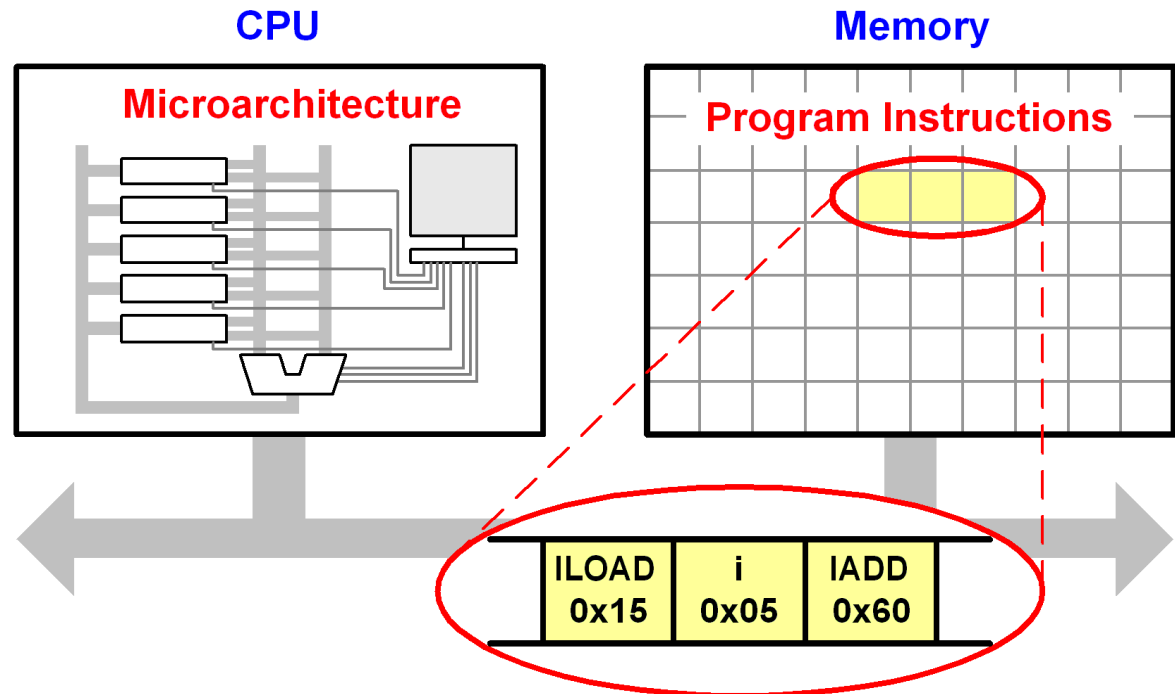 CPU
Memory
Microarchitecture
Program Instructions
ILOAD
0x15
i
0x05
IADD
0x60